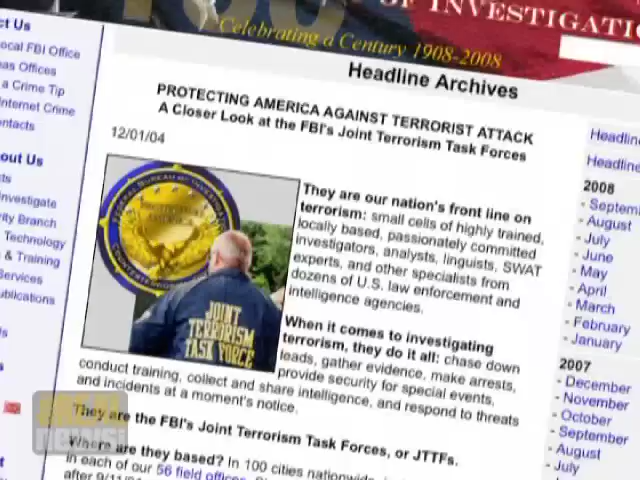 OF INVESTIGATIO
Celebrating a Century 1908-2008
Headline Archives
PROTECTING AMERICA AGAINST TERRORIST ATTACK
A Closer Look at the FBI's Joint Terrorism Task Forces
12/01/04
They are our nation's front line on
terrorism: small cells of highly trained,
locally based, passionately committed
investigators, analysts, linguists, SWAT
experts, and other specialists from
dozens of U.S. law enforcement and
intelligence agencies.
When it comes to investigating
terrorism, they do it all: chase down
leads, gather evidence, make arrests,
provide security for special events,
conduct training, collect and share intelligence, and respond to threats
and incidents at a moment's notice.
They are the FBI's Joint Terrorism Task Forces, or JTTFs.
Where are they based? In 100 cities nationwide
in each of our 56 field offices
after 9/11
JOINT
TERRORISM
TASK FORCE
ct Us
ocal FBI Office
as Offices
a Crime Tip
nternet Crime
ntacts
out Us
ts
nvestigate
ity Branch
Technology
& Training
Services
ublications
Headlin
Headline
2008
- Septem
- August
- July
- June
- May
- April
- March
- February
- January
2007
- December
- November
- October
- September
- August
- July
NEWS!